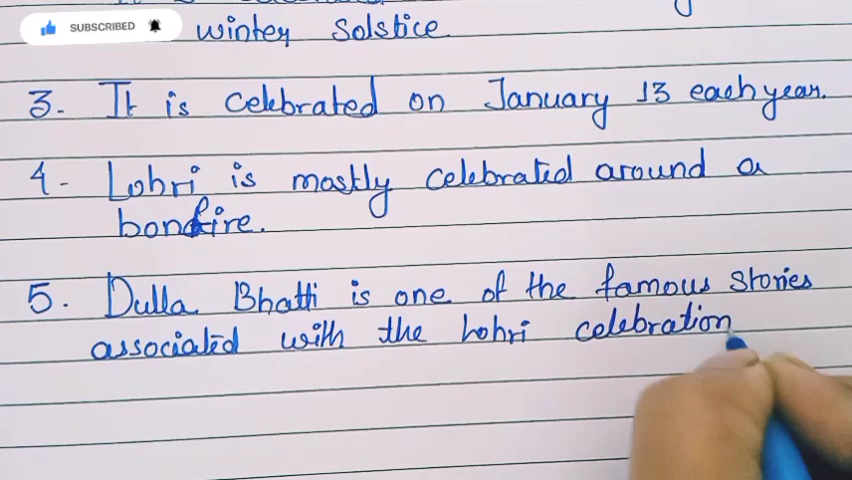 SUBSCRIBED
winter Solstice
3. It is celebrated on January 13 each year.
4- Lohri is mostly celebrated around a
bonfire.
5. Dulla Bhatti is one of the famous Stories
associated with the Lohri celebration